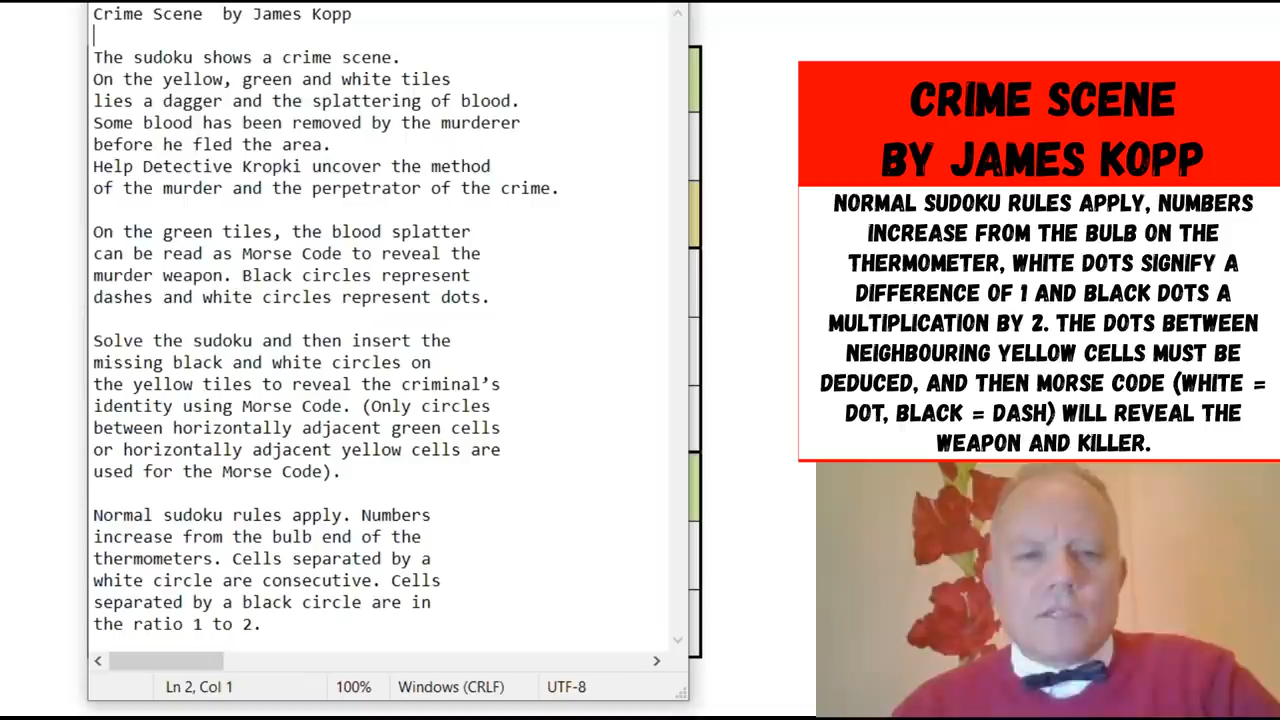 Crime Scene  by James Kopp
The sudoku shows a crime scene.
On the yellow, green and white tiles
lies a dagger and the splattering of blood.
Some blood has been removed by the murderer
before he fled the area.
Help Detective Kropki uncover the method
of the murder and the perpetrator of the crime.
On the green tiles, the blood splatter
can be read as Morse Code to reveal the
murder weapon. Black circles represent
dashes and white circles represent dots.
Solve the sudoku and then insert the
missing black and white circles on
the yellow tiles to reveal the criminal’s
identity using Morse Code. (Only circles
between horizontally adjacent green cells
or horizontally adjacent yellow cells are
used for the Morse Code).
Normal sudoku rules apply. Numbers
increase from the bulb end of the
thermometers. Cells separated by a
white circle are consecutive. Cells
separated by a black circle are in
the ratio 1 to 2.
Ln 2, Col 1
100%
Windows (CRLF)
UTF-8
CRIME SCENE
BY JAMES KOPP
NORMAL SUDOKU RULES APPLY, NUMBERS
INCREASE FROM THE BULB ON THE
THERMOMETER, WHITE DOTS SIGNIFY A
DIFFERENCE OF 1 AND BLACK DOTS A
MULTIPLICATION BY 2. THE DOTS BETWEEN
NEIGHBOURING YELLOW CELLS MUST BE
DEDUCED, AND THEN MORSE CODE (WHITE =
DOT, BLACK = DASH) WILL REVEAL THE
WEAPON AND KILLER.